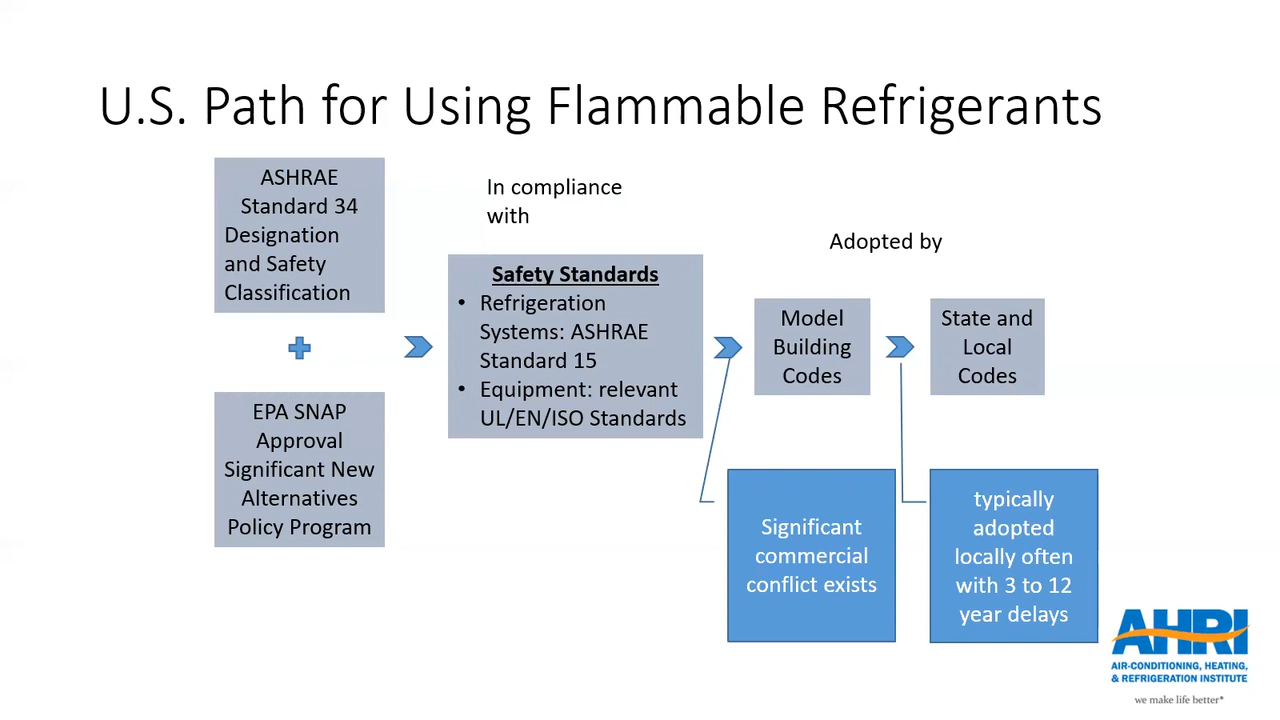 U.S. Path for Using Flammable Refrigerants
ASHRAE
Standard 34
Designation
and Safety
Classification
EPA SNAP
Approval
Significant New
Alternatives
Policy Program
In compliance
with
Safety Standards
• Refrigeration
Systems: ASHRAE
Standard 15
• Equipment: relevant
UL/EN/ISO Standards
Adopted by
Model
Building
Codes
State and
Local
Codes
Significant
commercial
conflict exists
typically
adopted
locally often
with 3 to 12
year delays
AHRI
AIR-CONDITIONING, HEATING,
& REFRIGERATION INSTITUTE
we make life better*